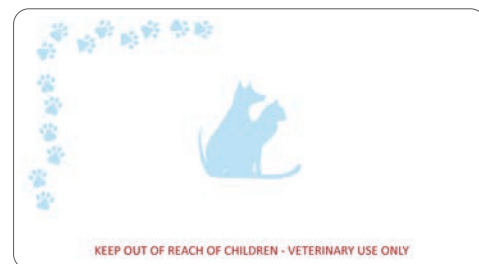 KEEP OUT OF REACH OF CHILDREN - VETERINARY USE ONLY